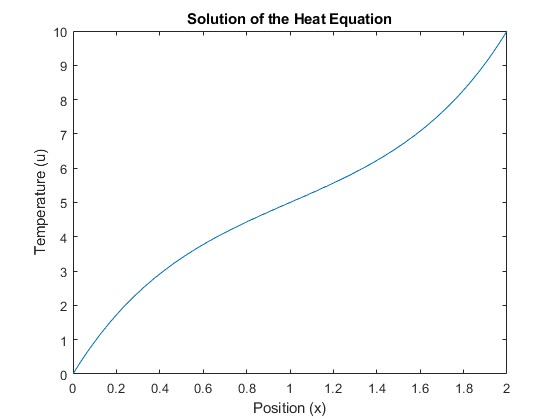 Solution of the Heat Equation
10
9
8
7
6
5
4
3
2
1
0
Temperature (u)
0 0.2 0.4 0.6 0.8 1 1.2 1.4 1.6 1.8 2
Position (x)